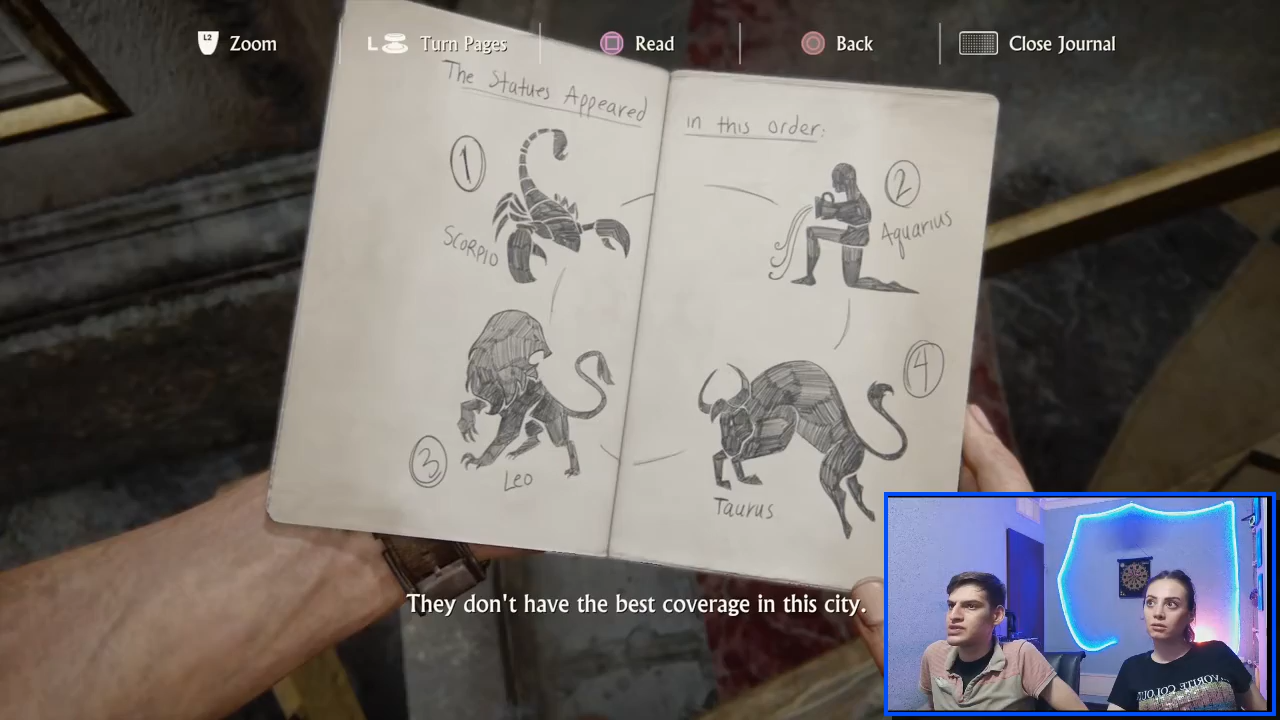 L2 Zoom
L Turn Pages
Read
Back
Close Journal
The Statues Appeared
in this order:
1
2
SCORPIO
Aquarius
3
4
Leo
Taurus
They don't have the best coverage in this city.